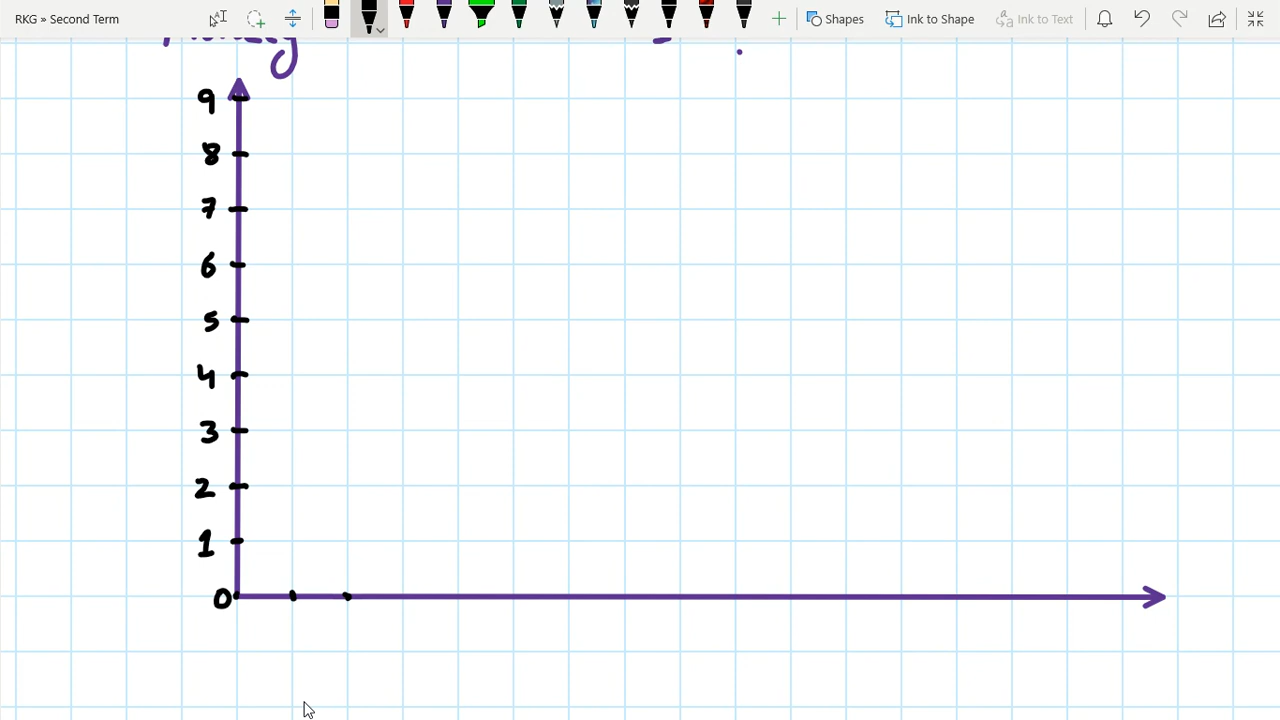 RKG » Second Term
Shapes
Ink to Shape
Ink to Text
9
8
7
6
5
4
3
2
1
0